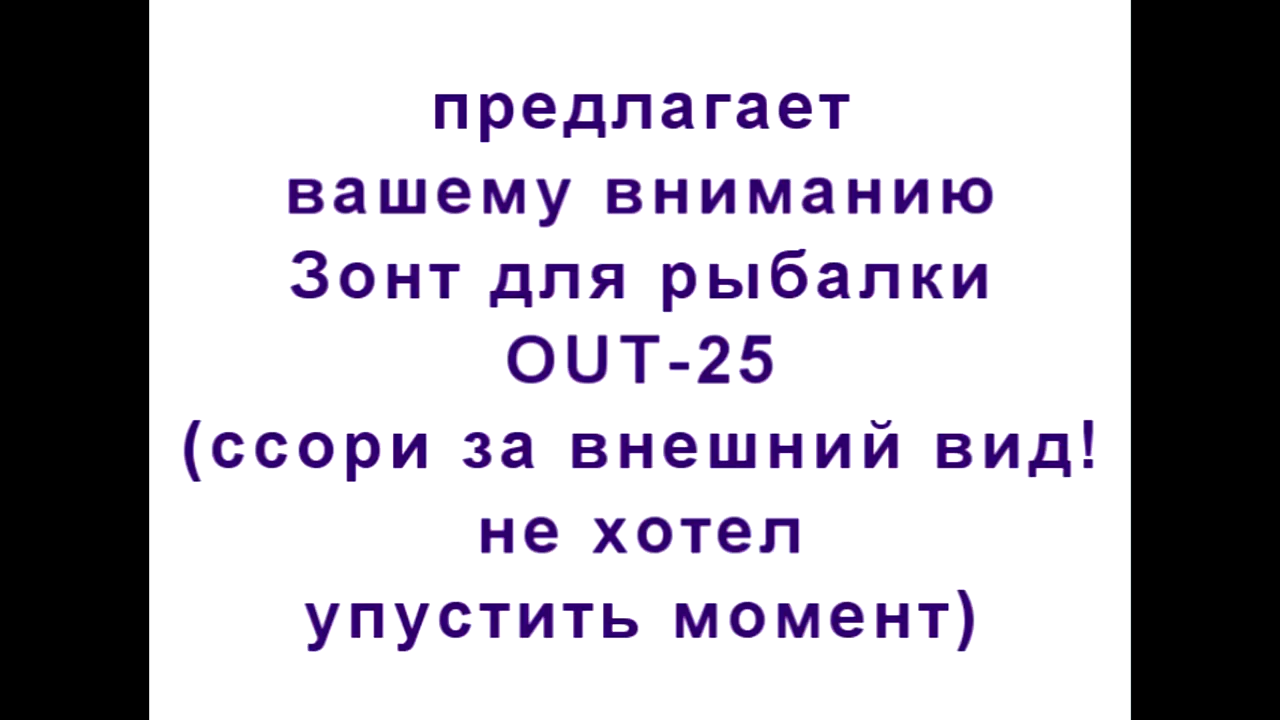 предлагает
вашему вниманию
Зонт для рыбалки
OUT-25
(ссори за внешний вид!
не хотел
упустить момент)